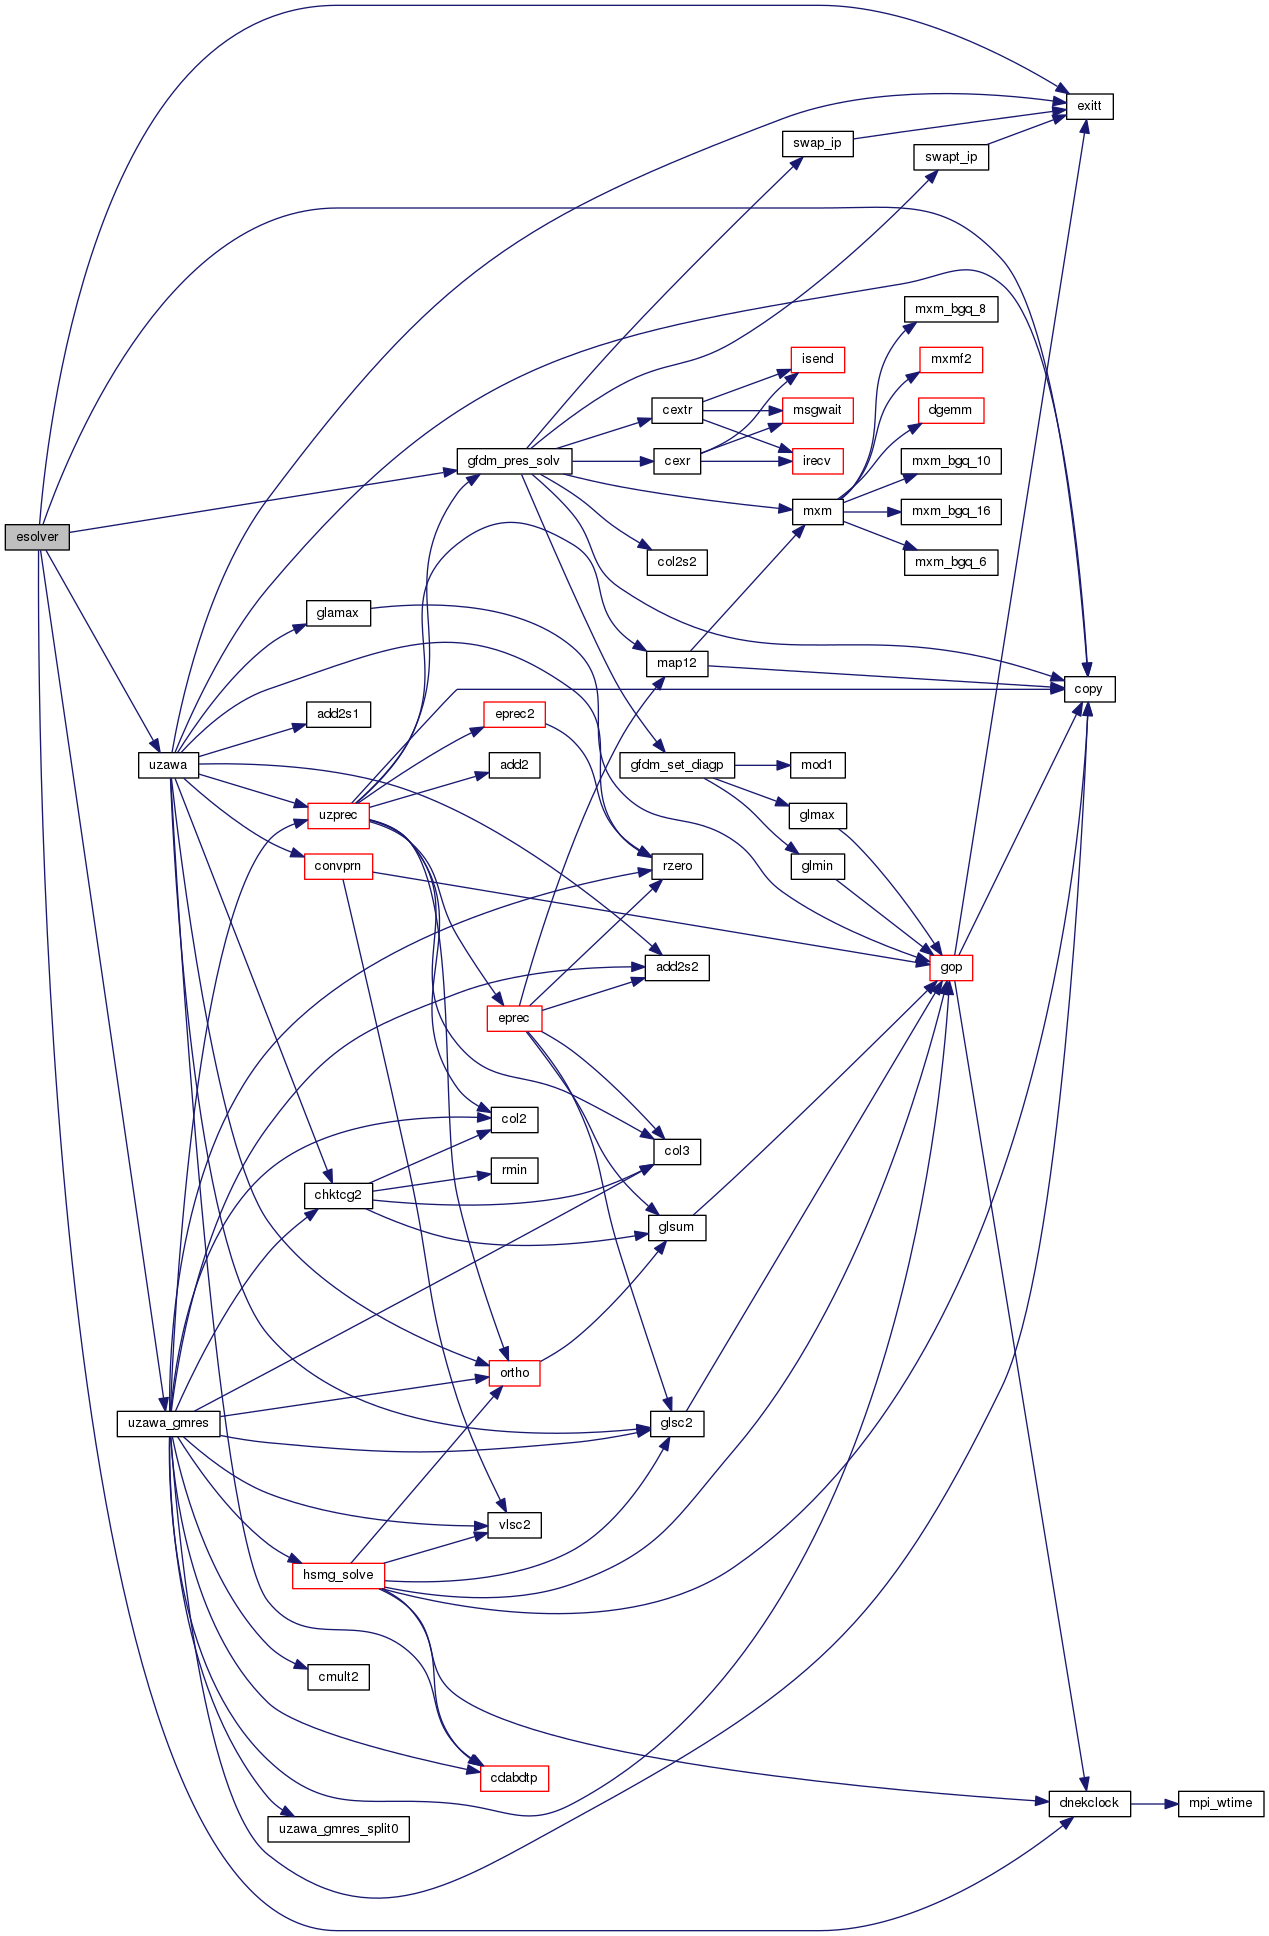 exitt
swap_ip
swapt_ip
mxm_bgq_8
isend
mxmf2
cextr
msgwait
dgemm
gfdm_pres_solv
cexr
irecv
mxm_bgq_10
mxm
mxm_bgq_16
esolver
col2s2
mxm_bgq_6
glamax
map12
copy
add2s1
eprec2
uzawa
add2
gfdm_set_diagp
mod1
uzprec
glmax
convprn
rzero
glmin
add2s2
gop
eprec
col2
col3
rmin
chktcg2
glsum
ortho
uzawa_gmres
glsc2
vlsc2
hsmg_solve
cmult2
cdabdtp
dnekclock
mpi_wtime
uzawa_gmres_split0